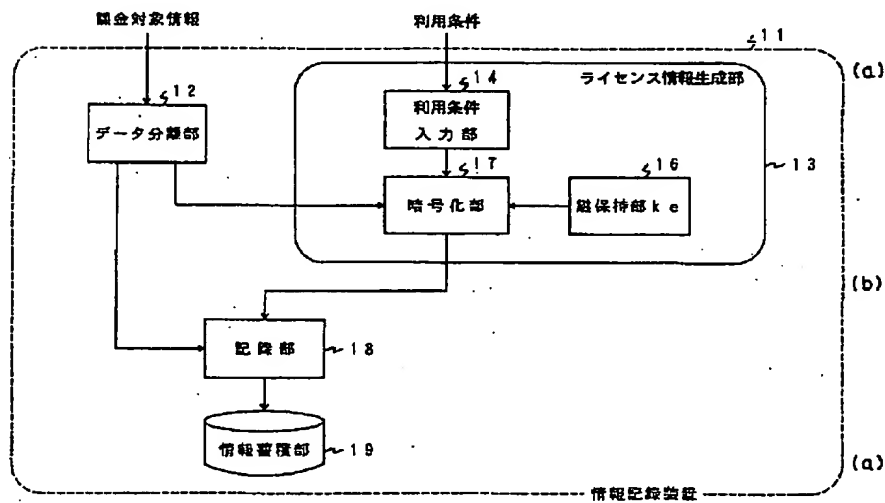 課金対象情報
利用条件
11
(a)
ライセンス情報生成部
12
データ分離部
14
利用条件
入力部
13
17
暗号化部
16
鍵保持部ke
(b)
記録部
18
情報蓄積部
19
(a)
情報記録装置